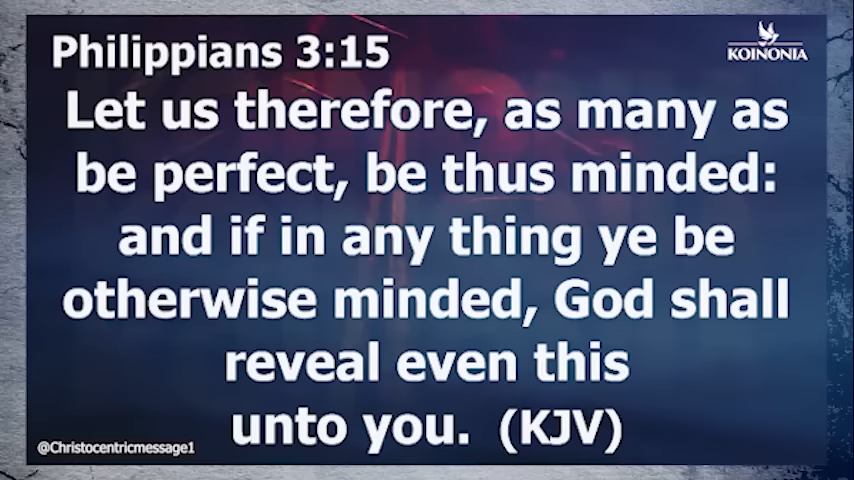 Philippians 3:15
KOINONIA
Let us therefore, as many as
be perfect, be thus minded:
and if in any thing ye be
otherwise minded, God shall
reveal even this
unto you. (KJV)
@Christocentricmessage1